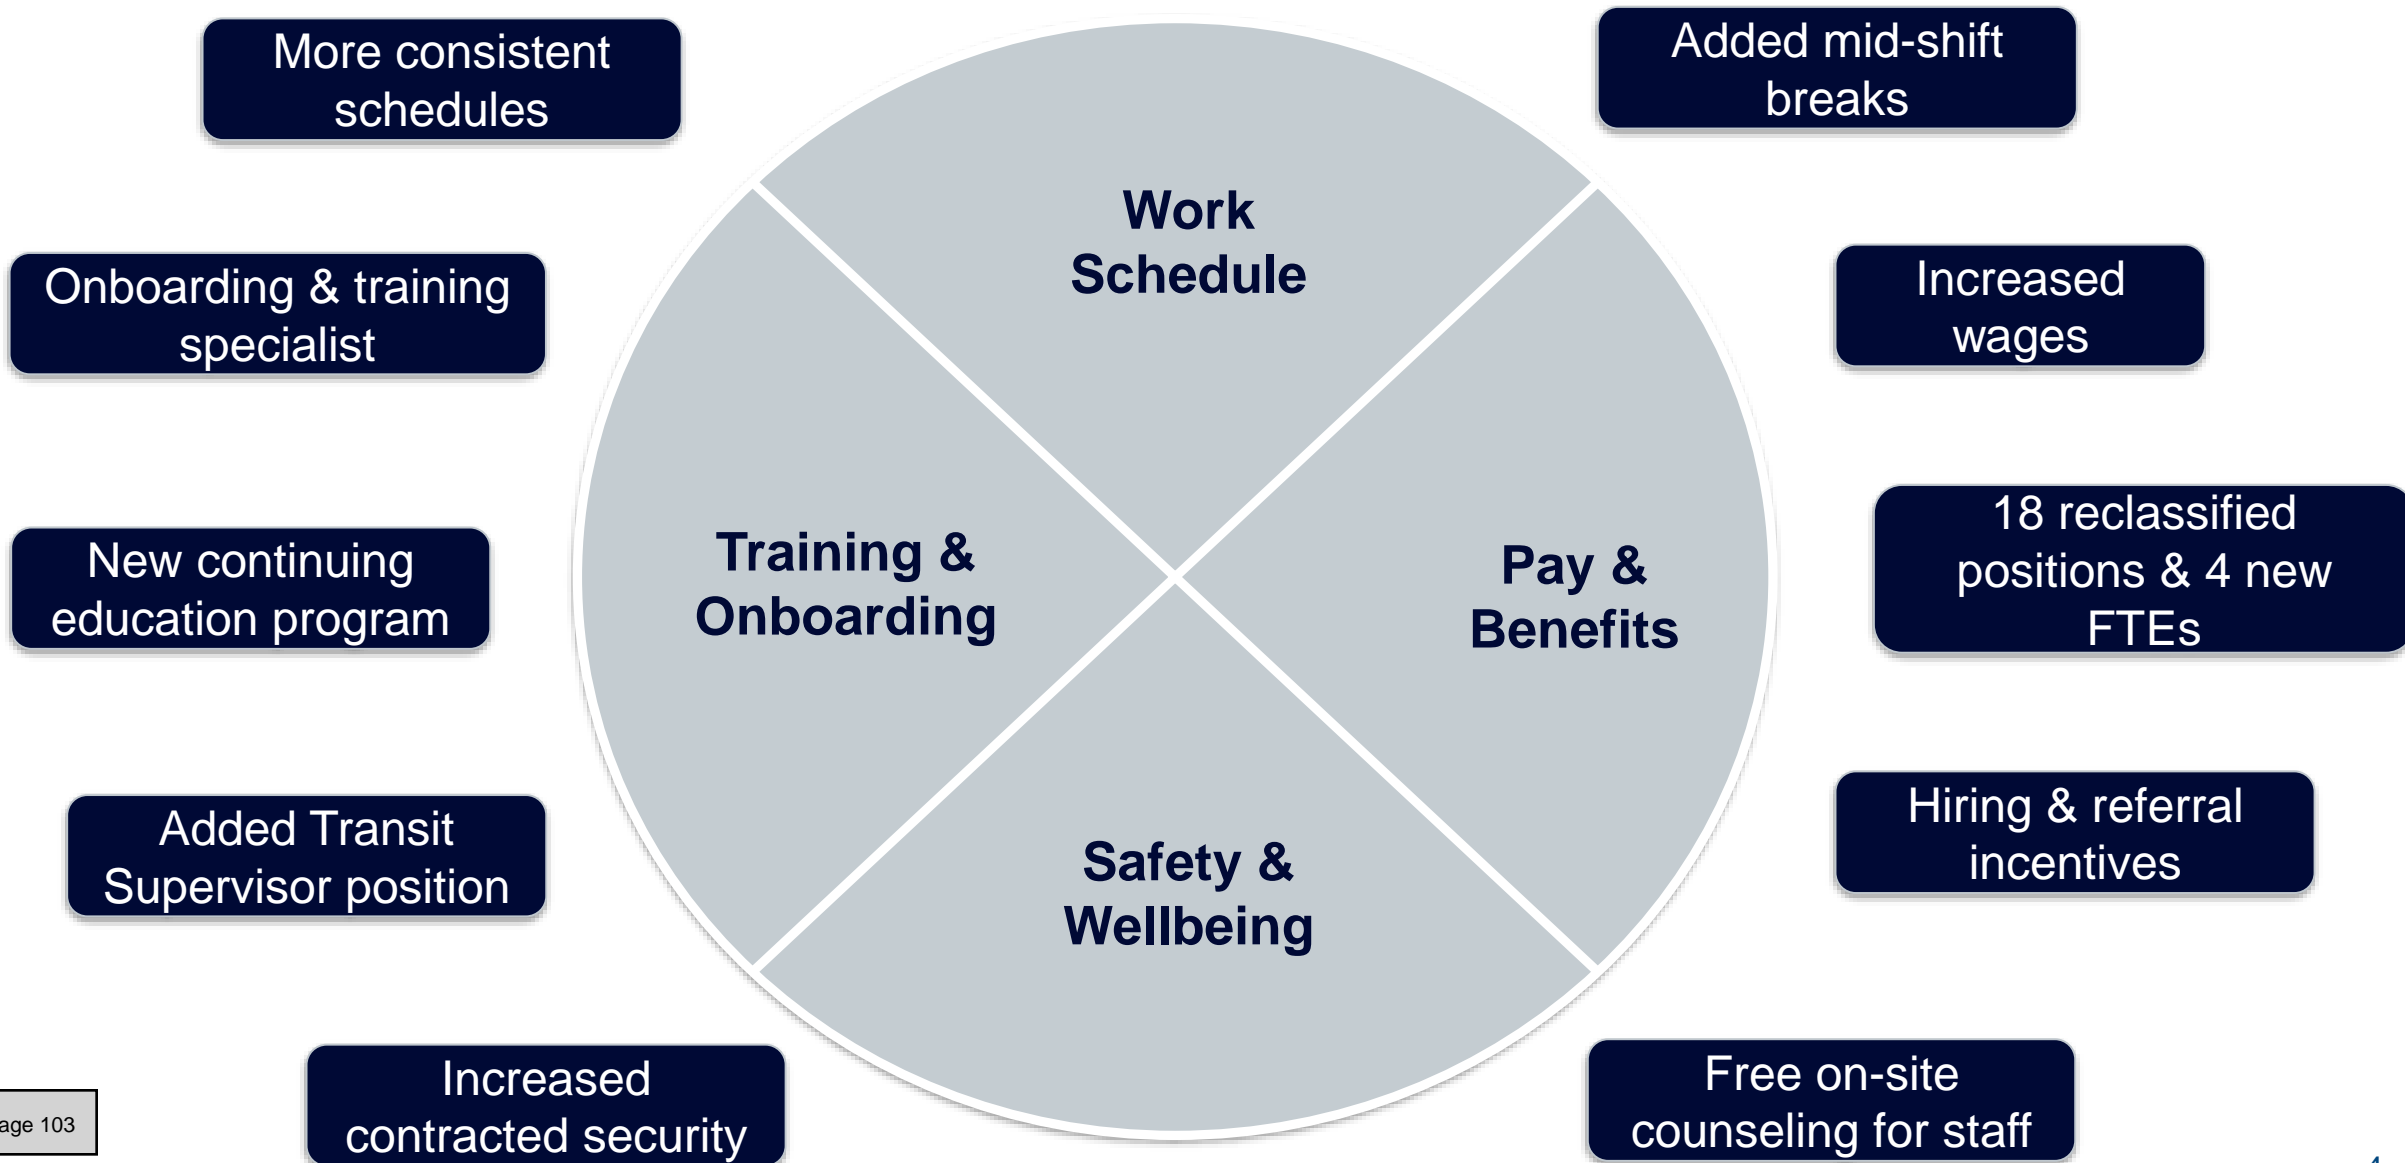 More consistent
schedules
Added mid-shift
breaks
Work
Schedule
Onboarding & training
specialist
Increased
wages
Training &
Onboarding
Pay &
Benefits
New continuing
education program
18 reclassified
positions & 4 new
FTEs
Added Transit
Supervisor position
Hiring & referral
incentives
Safety &
Wellbeing
Increased
contracted security
Free on-site
counseling for staff
age 103